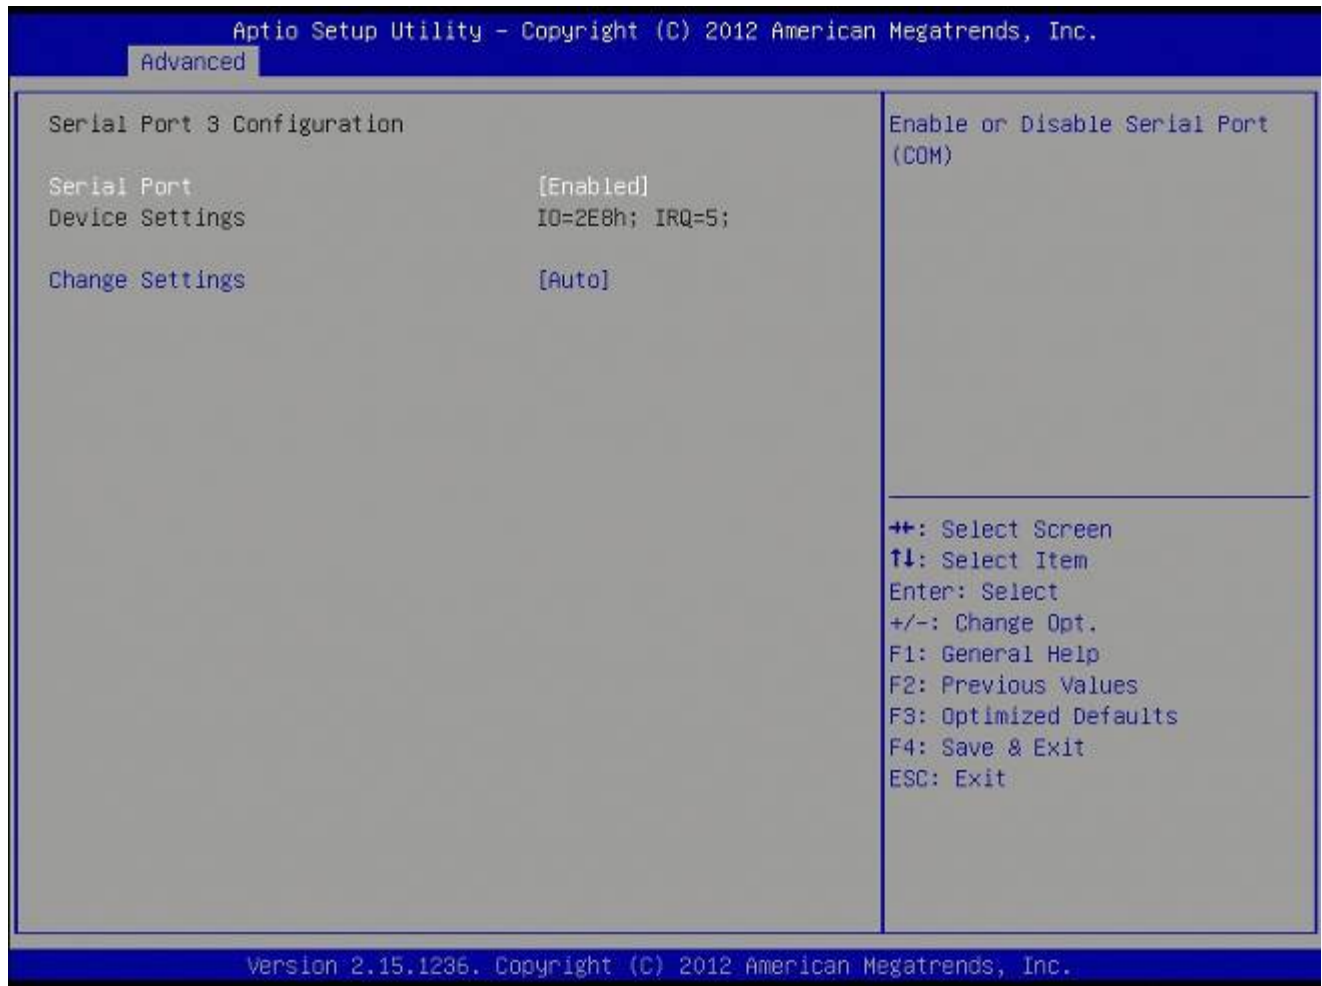 Aptio Setup Utility – Copyright (C) 2012 American Megatrends, Inc.
Advanced
Serial Port 3 Configuration
Serial Port [Enabled]
Device Settings IO=2E8h; IRQ=5;
Change Settings [Auto]
Enable or Disable Serial Port
(COM)
→←: Select Screen
↑↓: Select Item
Enter: Select
+/-: Change Opt.
F1: General Help
F2: Previous Values
F3: Optimized Defaults
F4: Save & Exit
ESC: Exit
Version 2.15.1236. Copyright (C) 2012 American Megatrends, Inc.